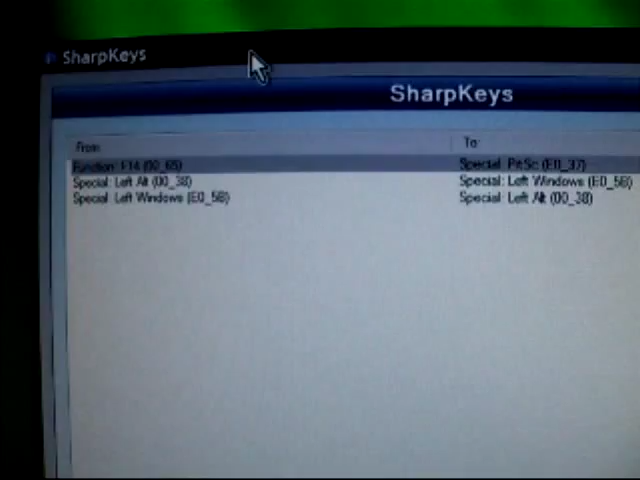 SharpKeys
SharpKeys
From: To:
Function: F14 (00_65) Special: PrtSc (E0_37)
Special: Left Alt (00_38) Special: Left Windows (E0_5B)
Special: Left Windows (E0_5B) Special: Left Alt (00_38)